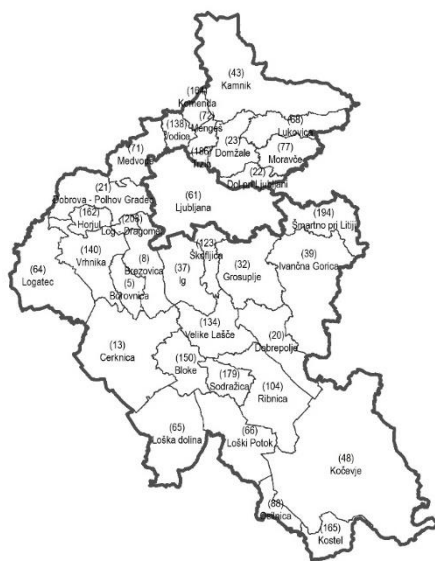 (43)
Kamnik
(164)
Komenda
(72)
Mengeš
(68)
Lukovica
(138)
Vodice
(23)
Domžale
(77)
Moravče
(186)
Trzin
(71)
Medvode
(22)
Dol pri Ljubljani
(21)
Dobrova - Polhov Gradec
(61)
Ljubljana
(194)
Šmartno pri Litiji
(162)
Horjul
(208)
Log - Dragomer
(140)
Vrhnika
(123)
Škofljica
(39)
Ivančna Gorica
(8)
Brezovica
(37)
Ig
(32)
Grosuplje
(64)
Logatec
(5)
Borovnica
(134)
Velike Lašče
(20)
Dobrepolje
(13)
Cerknica
(150)
Bloke
(179)
Sodražica
(104)
Ribnica
(65)
Loška dolina
(66)
Loški Potok
(48)
Kočevje
(88)
Osilnica
(165)
Kostel